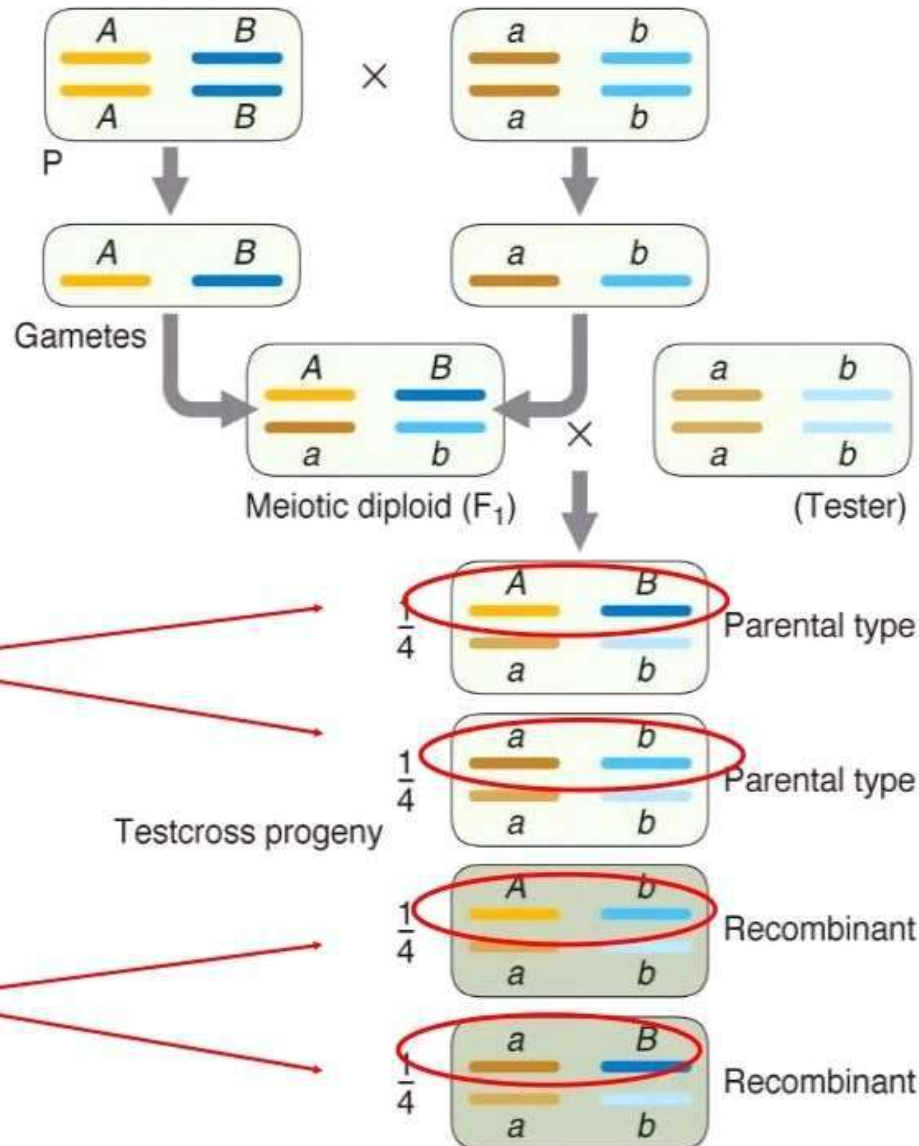 A B
A B
×
a b
a b
P
A B
a b
Gametes
A B
a b
×
a b
a b
Meiotic diploid (F₁)
(Tester)
1/4
A B
a b
Parental type
1/4
a b
a b
Parental type
Testcross progeny
1/4
A b
a b
Recombinant
1/4
a B
a b
Recombinant